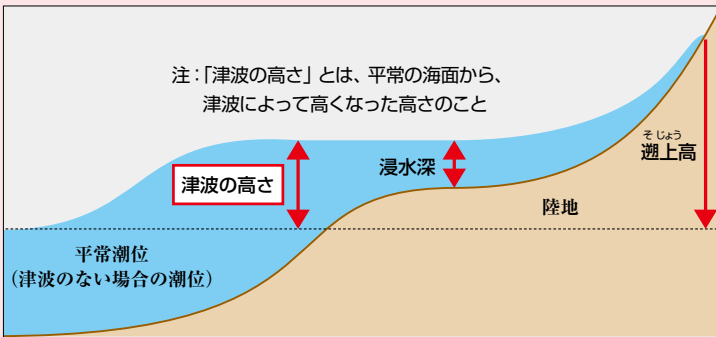 注：「津波の高さ」とは、平常の海面から、
津波によって高くなった高さのこと
津波の高さ
浸水深
そじょう
遡上高
陸地
平常潮位
（津波のない場合の潮位）